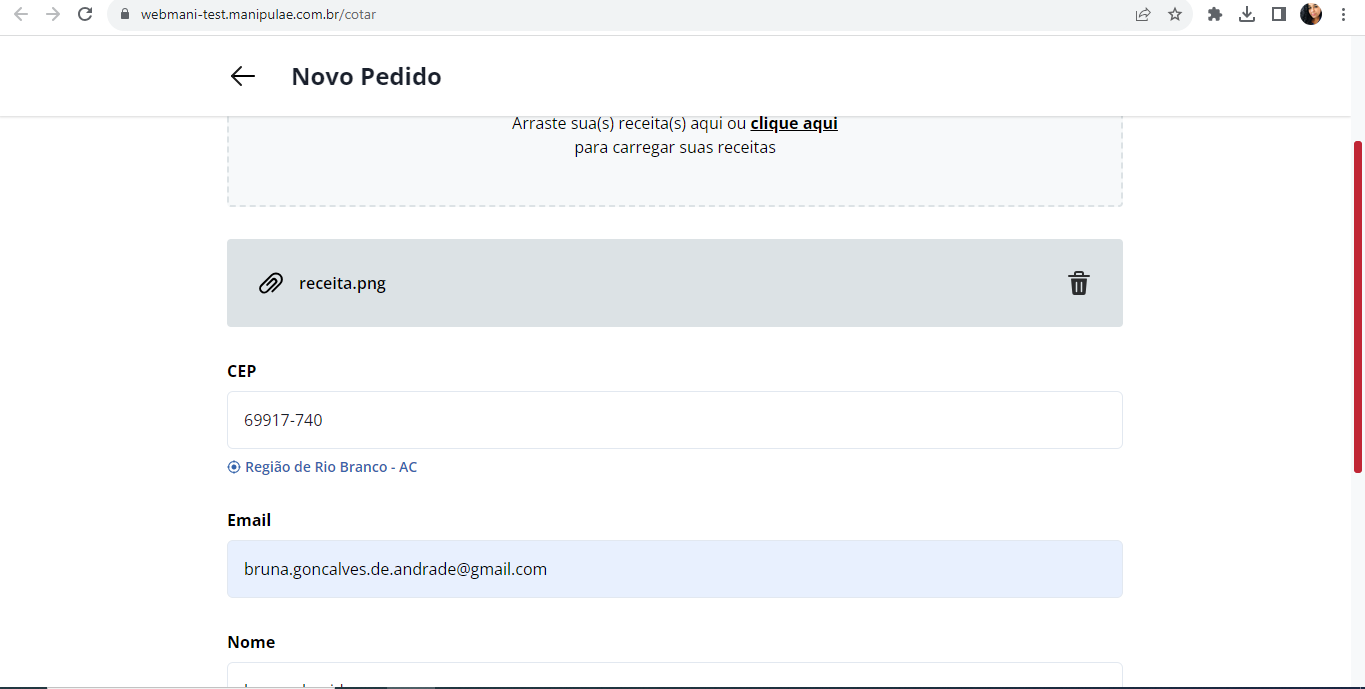 webmani-test.manipulae.com.br/cotar
Novo Pedido
Arraste sua(s) receita(s) aqui ou clique aqui
para carregar suas receitas
receita.png
CEP
69917-740
Região de Rio Branco - AC
Email
bruna.goncalves.de.andrade@gmail.com
Nome